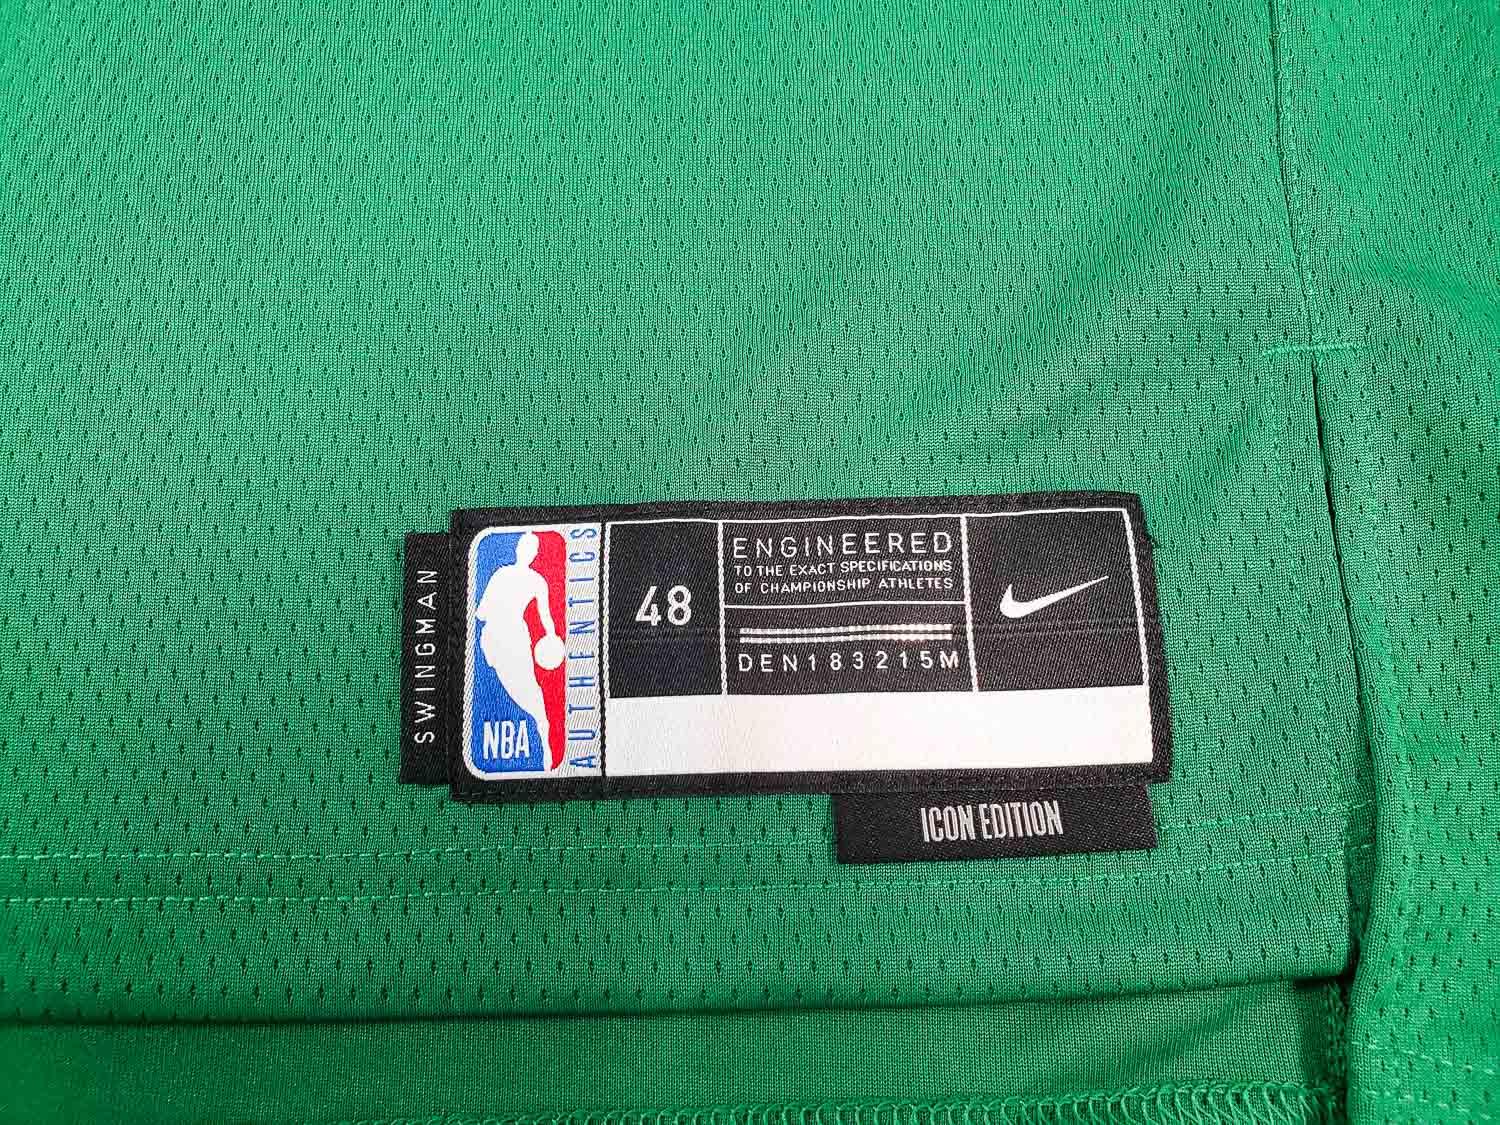 SWINGMAN
NBA
AUTHENTICS
48
ENGINEERED
TO THE EXACT SPECIFICATIONS
OF CHAMPIONSHIP ATHLETES
DEN183215M
ICON EDITION